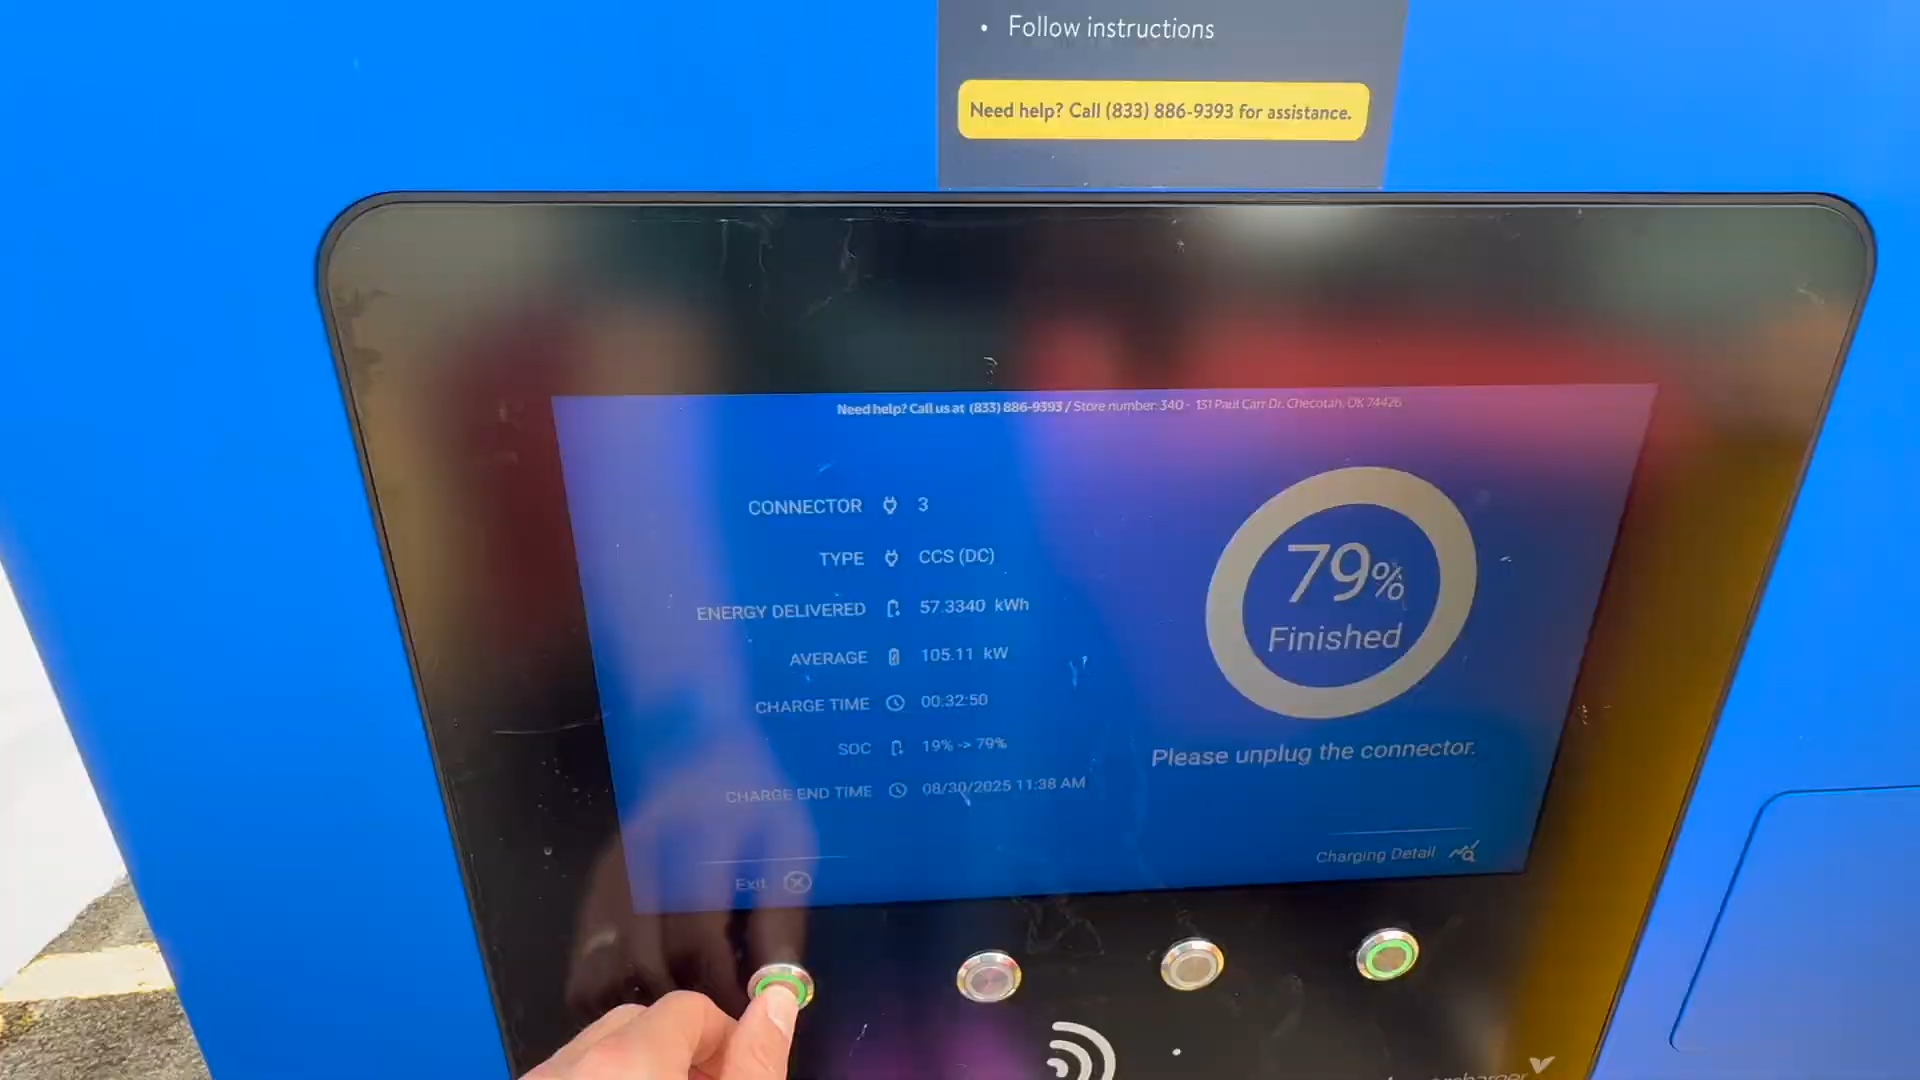 • Follow instructions
Need help? Call (833) 886-9393 for assistance.
Need help? Call us at (833) 886-9393 / Store number: 340 - 131 Paul Carr Dr. Checotah, OK 74426
CONNECTOR 3
TYPE CCS (DC)
ENERGY DELIVERED 57.3340 kWh
AVERAGE 105.11 kW
CHARGE TIME 00:32:50
SOC 19% -> 79%
CHARGE END TIME 08/30/2025 11:38 AM
79%
Finished
Please unplug the connector.
Exit
Charging Detail